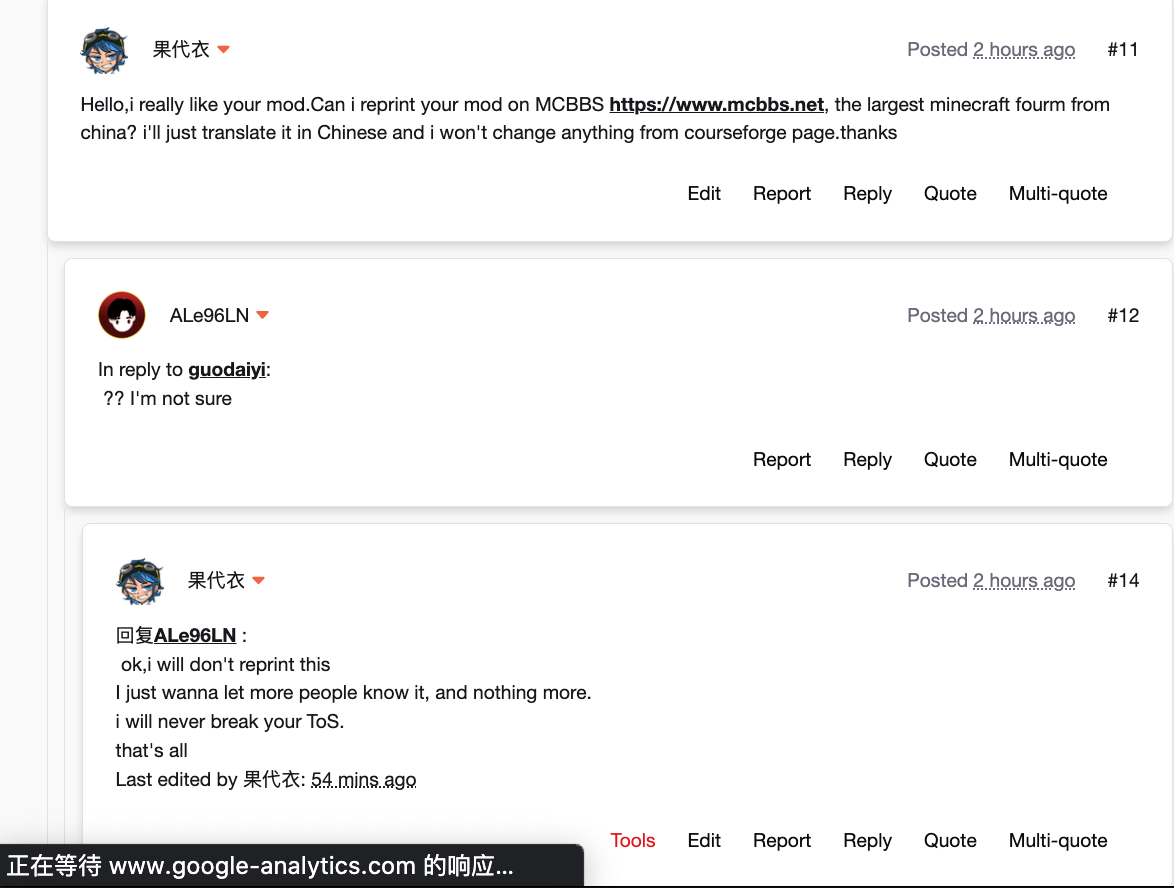 果代衣 Posted 2 hours ago #11
Hello,i really like your mod.Can i reprint your mod on MCBBS https://www.mcbbs.net, the largest minecraft fourm from
china? i'll just translate it in Chinese and i won't change anything from courseforge page.thanks
Edit Report Reply Quote Multi-quote
ALe96LN Posted 2 hours ago #12
In reply to guodaiyi:
?? I'm not sure
Report Reply Quote Multi-quote
果代衣 Posted 2 hours ago #14
回复ALe96LN :
ok,i will don't reprint this
I just wanna let more people know it, and nothing more.
i will never break your ToS.
that's all
Last edited by 果代衣: 54 mins ago
Tools Edit Report Reply Quote Multi-quote
正在等待 www.google-analytics.com 的响应...